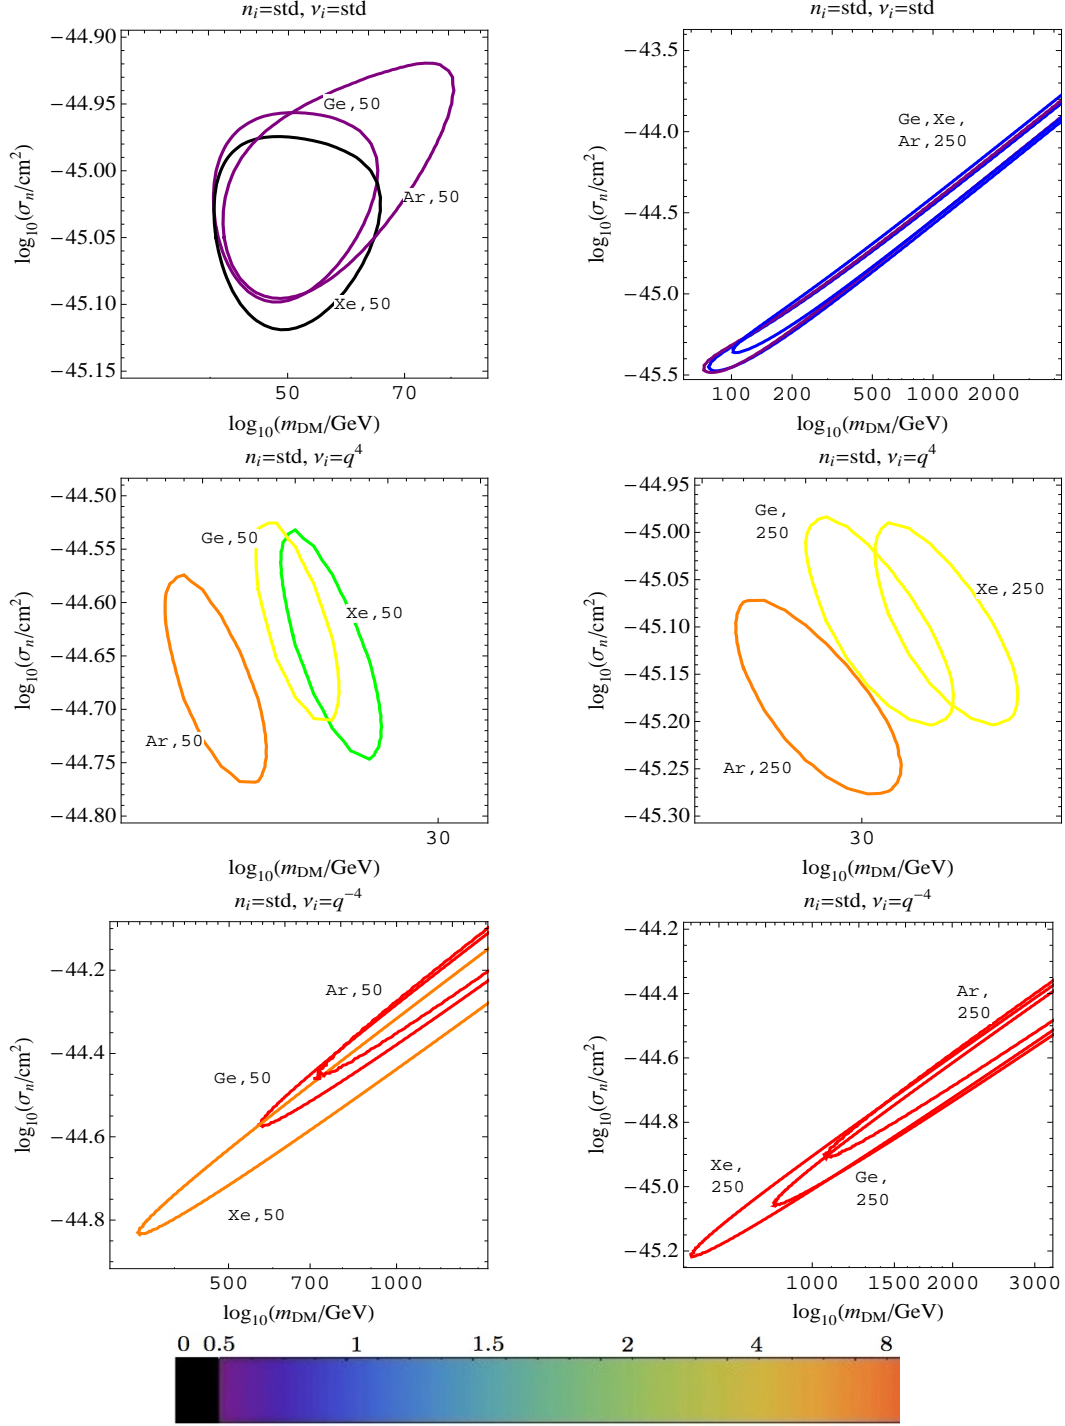 n_i=std, ν_i=std
n_i=std, ν_i=std
−44.90
−44.95
−45.00
−45.05
−45.10
−45.15
log10(σ_n/cm²)
Ge,50
Ar,50
Xe,50
50 70
log10(m_DM/GeV)
−43.5
−44.0
−44.5
−45.0
−45.5
log10(σ_n/cm²)
Ge,Xe,
Ar,250
100 200 500 1000 2000
log10(m_DM/GeV)
n_i=std, ν_i=q⁴
−44.50
−44.55
−44.60
−44.65
−44.70
−44.75
−44.80
log10(σ_n/cm²)
Ge,50
Xe,50
Ar,50
30
log10(m_DM/GeV)
n_i=std, ν_i=q⁴
−44.95
−45.00
−45.05
−45.10
−45.15
−45.20
−45.25
−45.30
log10(σ_n/cm²)
Ge,
250
Xe,250
Ar,250
30
log10(m_DM/GeV)
n_i=std, ν_i=q⁻⁴
−44.2
−44.4
−44.6
−44.8
log10(σ_n/cm²)
Ar,50
Ge,50
Xe,50
500 700 1000
log10(m_DM/GeV)
n_i=std, ν_i=q⁻⁴
−44.2
−44.4
−44.6
−44.8
−45.0
−45.2
log10(σ_n/cm²)
Ar,
250
Xe,
250
Ge,
250
1000 1500 2000 3000
log10(m_DM/GeV)
0 0.5 1 1.5 2 4 8